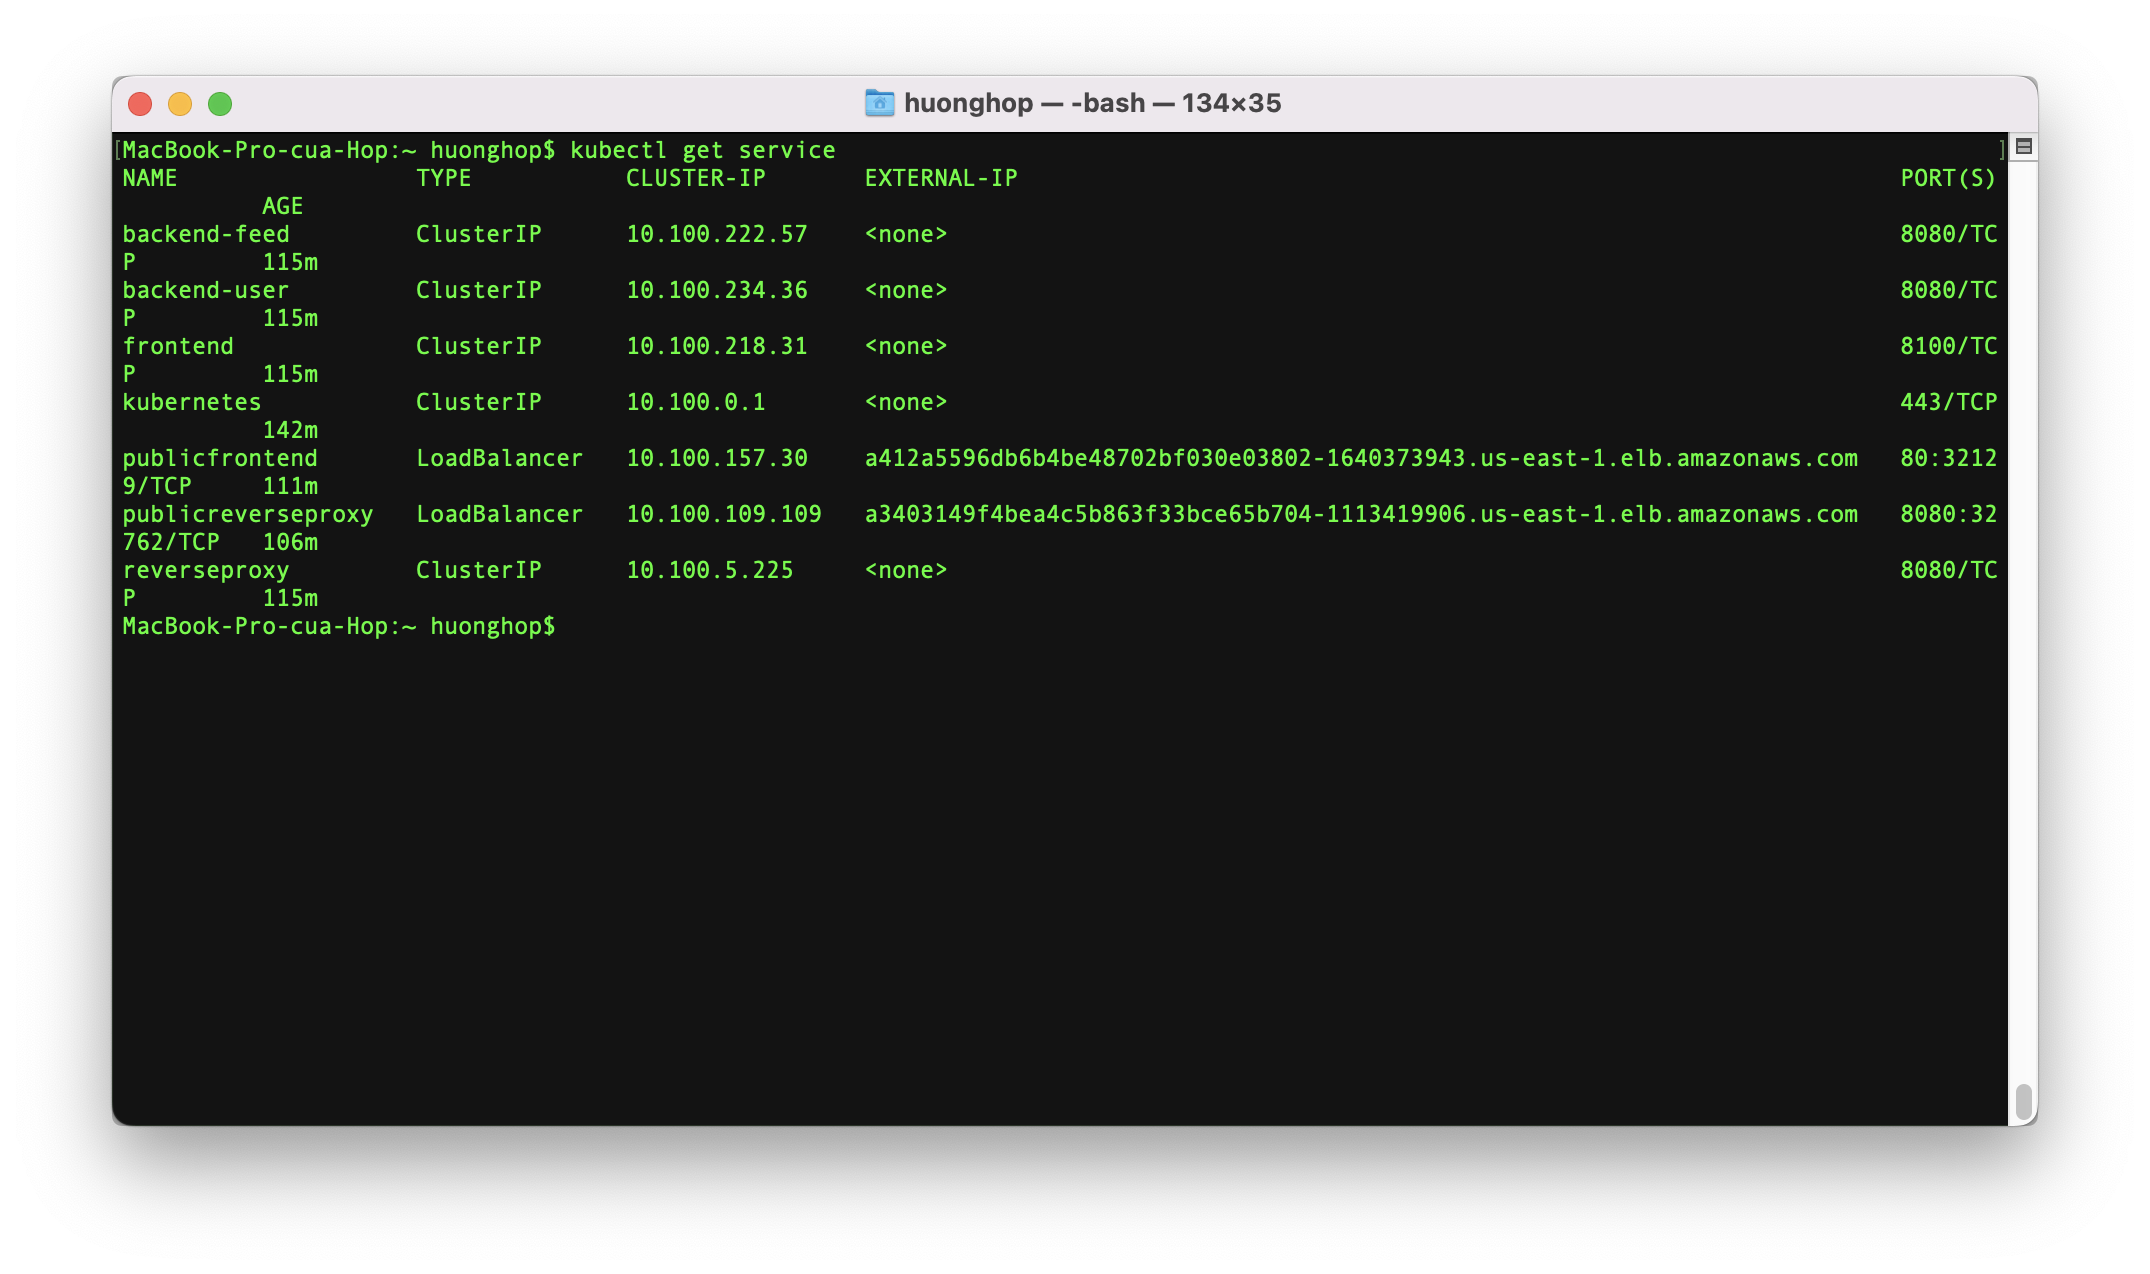 huonghop — -bash — 134×35
[MacBook-Pro-cua-Hop:~ huonghop$ kubectl get service ]
NAME TYPE CLUSTER-IP EXTERNAL-IP PORT(S)
AGE
backend-feed ClusterIP 10.100.222.57 <none> 8080/TC
P 115m
backend-user ClusterIP 10.100.234.36 <none> 8080/TC
P 115m
frontend ClusterIP 10.100.218.31 <none> 8100/TC
P 115m
kubernetes ClusterIP 10.100.0.1 <none> 443/TCP
142m
publicfrontend LoadBalancer 10.100.157.30 a412a5596db6b4be48702bf030e03802-1640373943.us-east-1.elb.amazonaws.com 80:3212
9/TCP 111m
publicreverseproxy LoadBalancer 10.100.109.109 a3403149f4bea4c5b863f33bce65b704-1113419906.us-east-1.elb.amazonaws.com 8080:32
762/TCP 106m
reverseproxy ClusterIP 10.100.5.225 <none> 8080/TC
P 115m
MacBook-Pro-cua-Hop:~ huonghop$